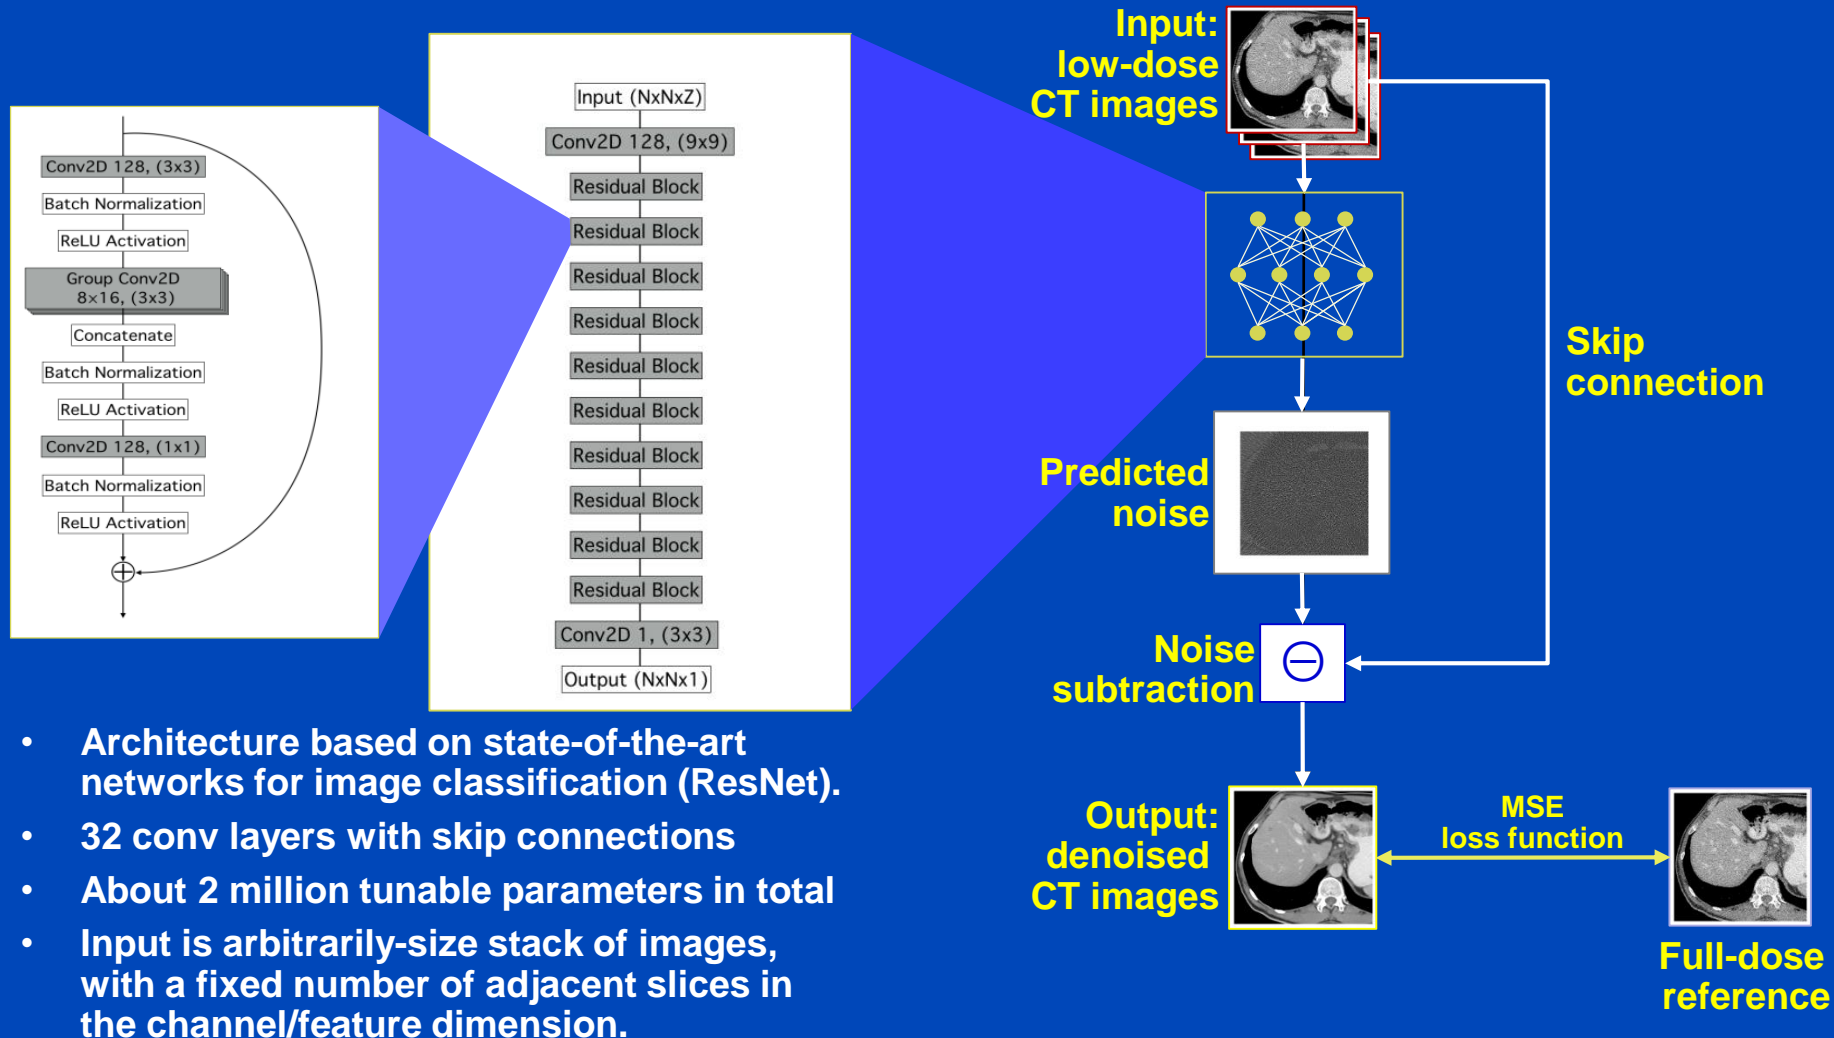 Conv2D 128, (3x3)
Batch Normalization
ReLU Activation
Group Conv2D
8×16, (3x3)
Concatenate
Batch Normalization
ReLU Activation
Conv2D 128, (1x1)
Batch Normalization
ReLU Activation
Input (NxNxZ)
Conv2D 128, (9x9)
Residual Block
Residual Block
Residual Block
Residual Block
Residual Block
Residual Block
Residual Block
Residual Block
Residual Block
Residual Block
Conv2D 1, (3x3)
Output (NxNx1)
Input:
low-dose
CT images
Skip
connection
Predicted
noise
Noise
subtraction
Output:
denoised
CT images
MSE
loss function
Full-dose
reference
• Architecture based on state-of-the-art
networks for image classification (ResNet).
• 32 conv layers with skip connections
• About 2 million tunable parameters in total
• Input is arbitrarily-size stack of images,
with a fixed number of adjacent slices in
the channel/feature dimension.